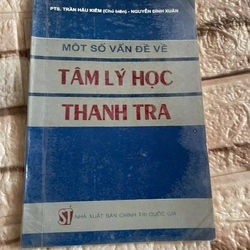 PTS. TRẦN HẬU KIÊM (Chủ biên) - NGUYỄN ĐÌNH XUÂN
MỘT SỐ VẤN ĐỀ VỀ
TÂM LÝ HỌC
THANH TRA
NHÀ XUẤT BẢN CHÍNH TRỊ QUỐC GIA